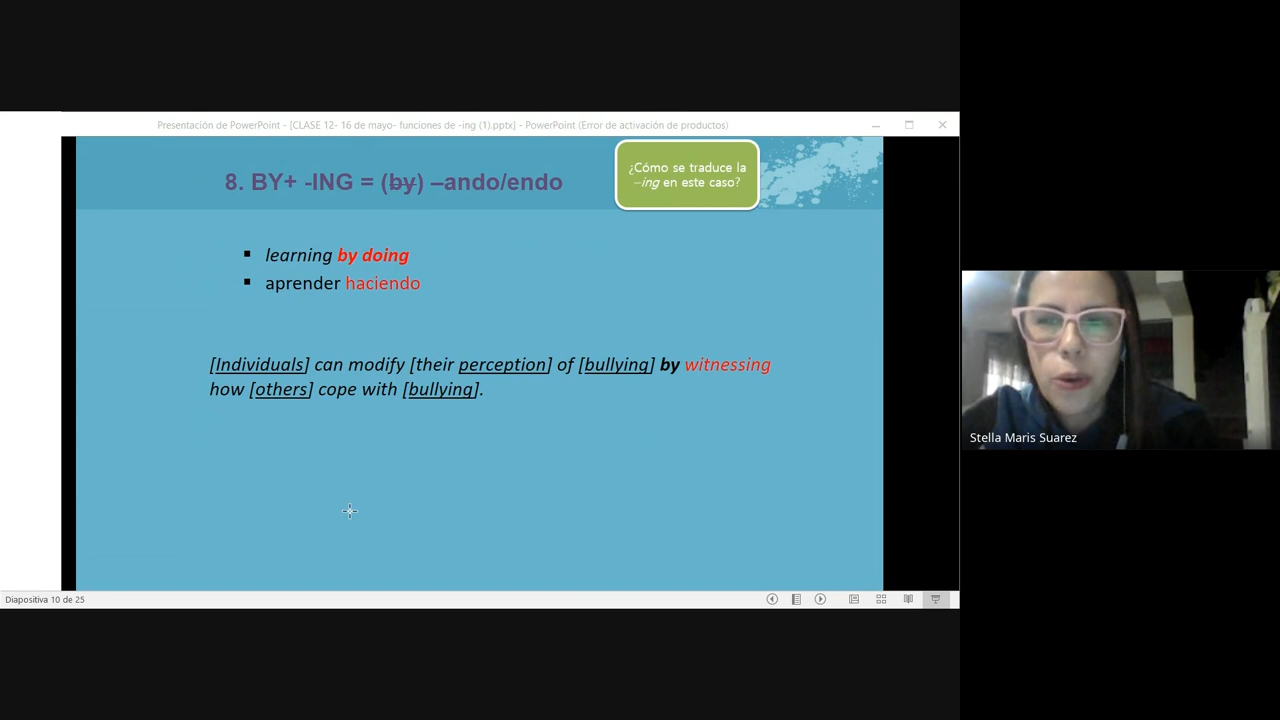 Presentación de PowerPoint - [CLASE 12- 16 de mayo- funciones de -ing (1).pptx] - PowerPoint (Error de activación de productos)
8. BY+ -ING = (by) –ando/endo
¿Cómo se traduce la
–ing en este caso?
learning by doing
aprender haciendo
[Individuals] can modify [their perception] of [bullying] by witnessing
how [others] cope with [bullying].
Stella Maris Suarez
Diapositiva 10 de 25